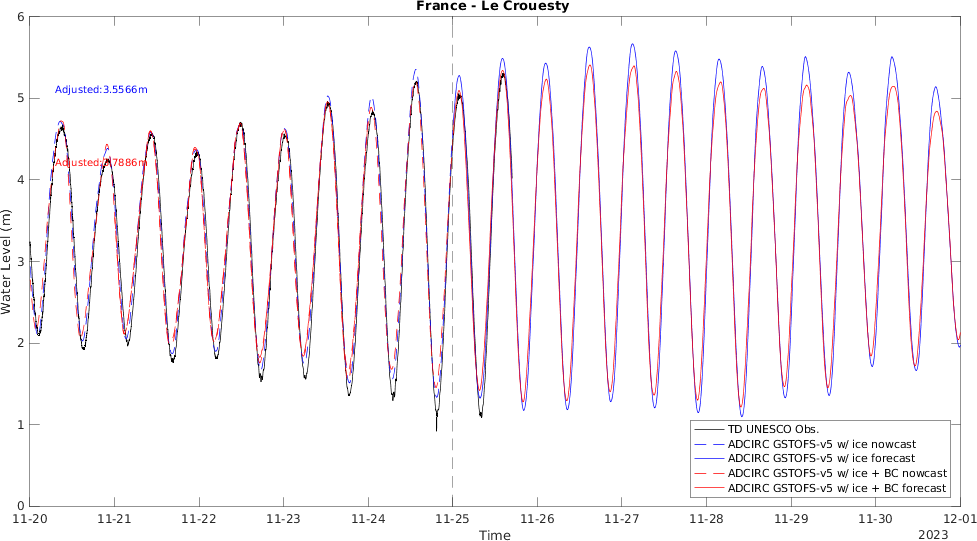 France - Le Crouesty
Water Level (m)
6
5
4
3
2
1
0
Adjusted:3.5566m
TD UNESCO Obs.
ADCIRC GSTOFS-v5 w/ ice nowcast
ADCIRC GSTOFS-v5 w/ ice forecast
ADCIRC GSTOFS-v5 w/ ice + BC nowcast
ADCIRC GSTOFS-v5 w/ ice + BC forecast
11-20 11-21 11-22 11-23 11-24 11-25 11-26 11-27 11-28 11-29 11-30 12-01
Time
2023